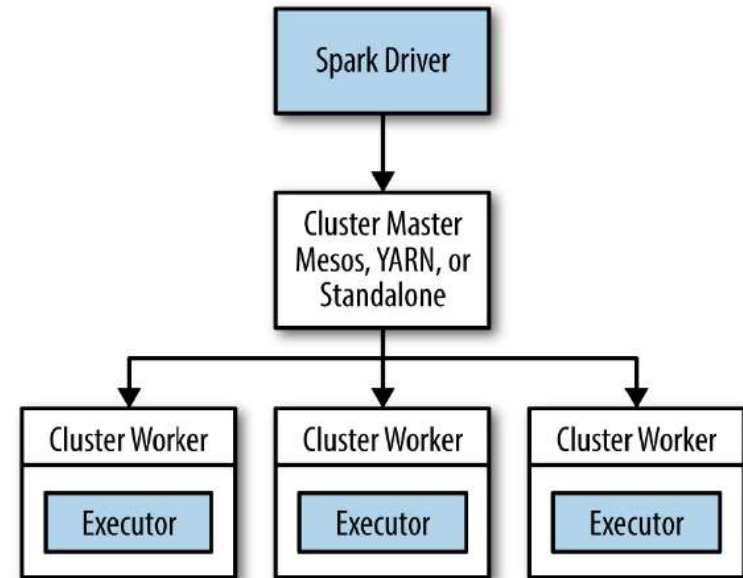 Spark Driver
Cluster Master
Mesos, YARN, or
Standalone
Cluster Worker
Cluster Worker
Cluster Worker
Executor
Executor
Executor